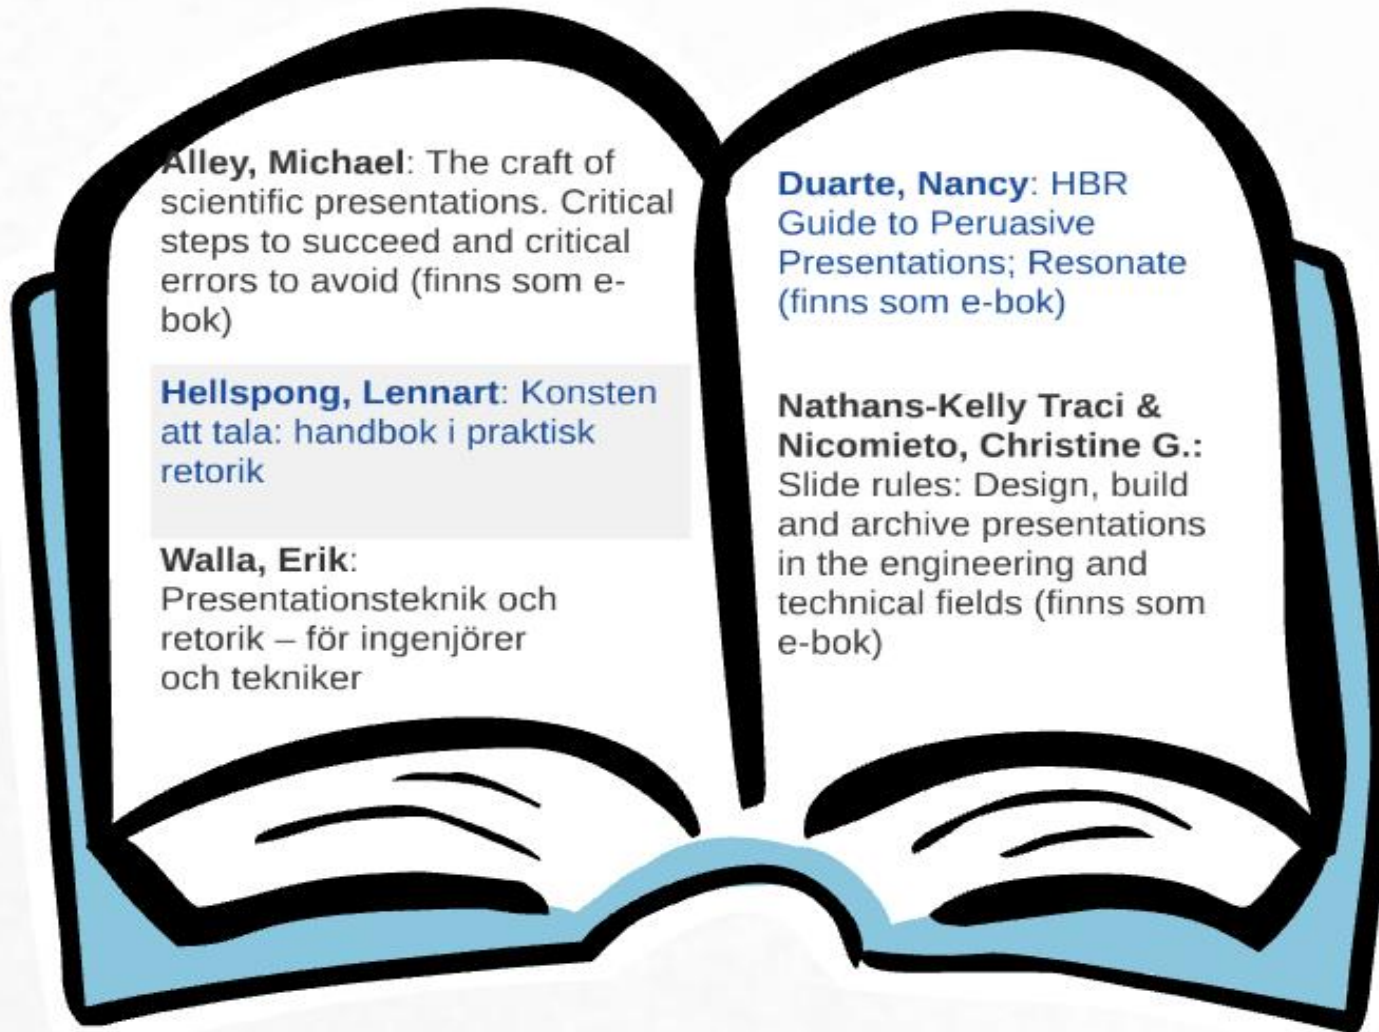 Alley, Michael: The craft of
scientific presentations. Critical
steps to succeed and critical
errors to avoid (finns som e-
bok)
Hellspong, Lennart: Konsten
att tala: handbok i praktisk
retorik
Walla, Erik:
Presentationsteknik och
retorik – för ingenjörer
och tekniker
Duarte, Nancy: HBR
Guide to Peruasive
Presentations; Resonate
(finns som e-bok)
Nathans-Kelly Traci &
Nicomieto, Christine G.:
Slide rules: Design, build
and archive presentations
in the engineering and
technical fields (finns som
e-bok)